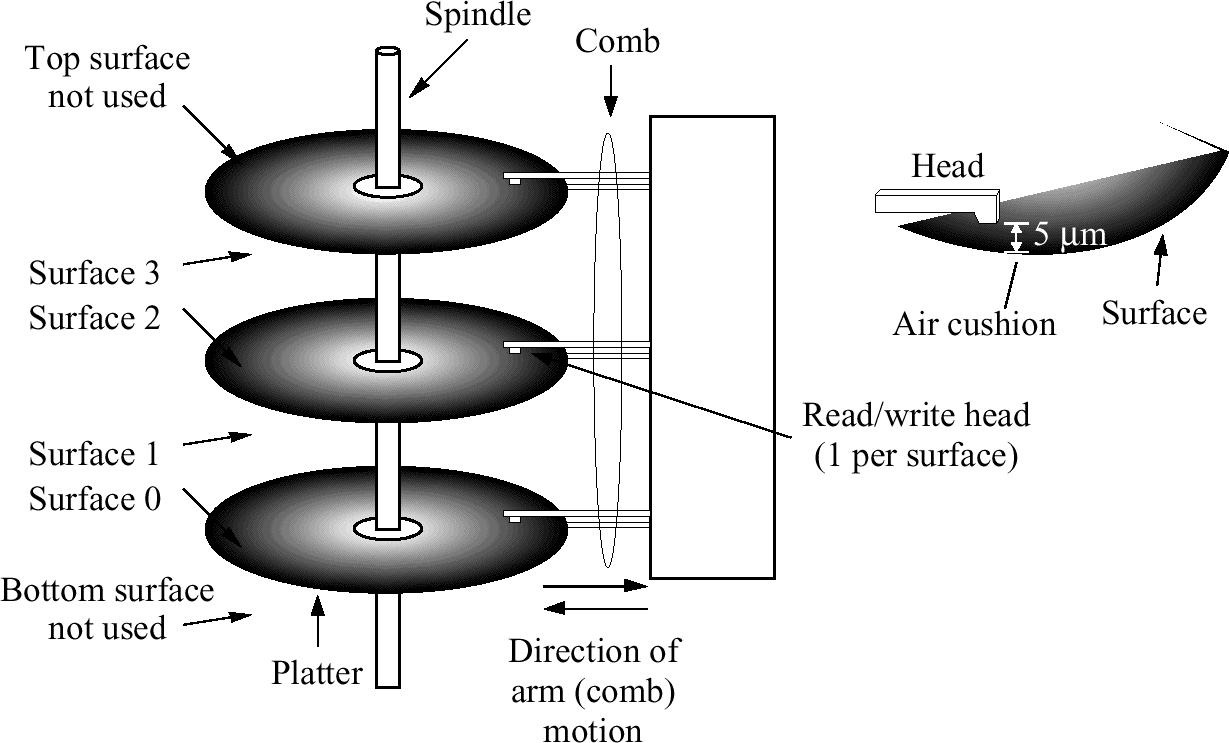 Spindle
Comb
Top surface
not used
Head
5 μm
Surface 3
Surface 2
Air cushion
Surface
Read/write head
(1 per surface)
Surface 1
Surface 0
Bottom surface
not used
Platter
Direction of
arm (comb)
motion